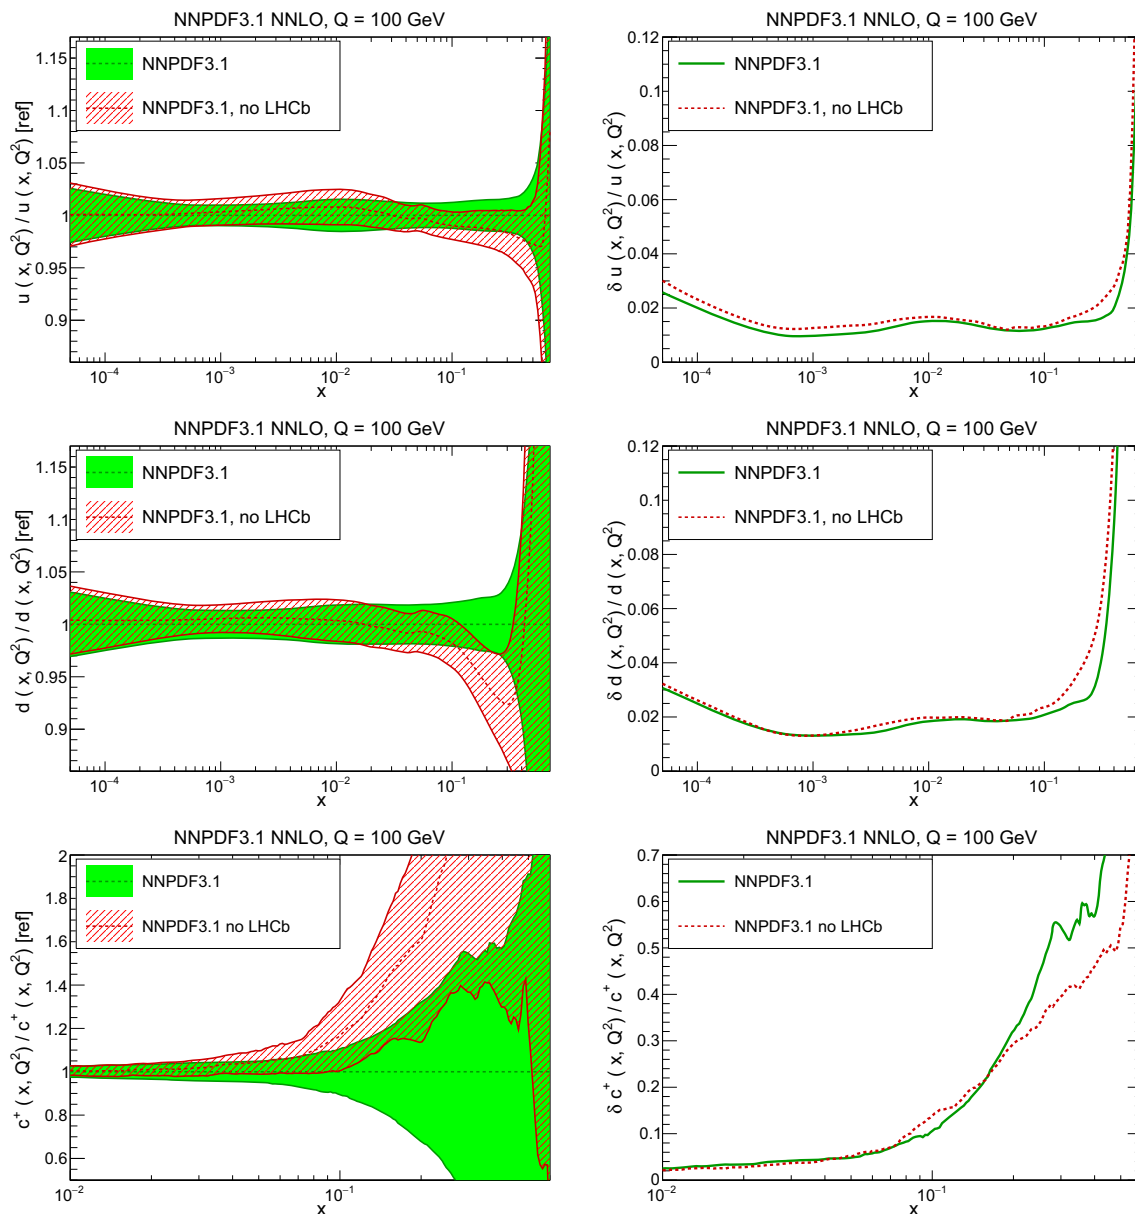 NNPDF3.1 NNLO, Q = 100 GeV
NNPDF3.1
NNPDF3.1, no LHCb
u ( x, Q²) / u ( x, Q²) [ref]
1.15
1.1
1.05
1
0.95
0.9
10⁻⁴ 10⁻³ 10⁻² 10⁻¹
x
NNPDF3.1 NNLO, Q = 100 GeV
NNPDF3.1
NNPDF3.1, no LHCb
δ u ( x, Q²) / u ( x, Q²)
0.12
0.1
0.08
0.06
0.04
0.02
0
10⁻⁴ 10⁻³ 10⁻² 10⁻¹
x
NNPDF3.1 NNLO, Q = 100 GeV
NNPDF3.1
NNPDF3.1, no LHCb
d ( x, Q²) / d ( x, Q²) [ref]
1.15
1.1
1.05
1
0.95
0.9
10⁻⁴ 10⁻³ 10⁻² 10⁻¹
x
NNPDF3.1 NNLO, Q = 100 GeV
NNPDF3.1
NNPDF3.1, no LHCb
δ d ( x, Q²) / d ( x, Q²)
0.12
0.1
0.08
0.06
0.04
0.02
0
10⁻⁴ 10⁻³ 10⁻² 10⁻¹
x
NNPDF3.1 NNLO, Q = 100 GeV
NNPDF3.1
NNPDF3.1 no LHCb
c⁺ ( x, Q²) / c⁺ ( x, Q²) [ref]
2
1.8
1.6
1.4
1.2
1
0.8
0.6
10⁻² 10⁻¹
x
NNPDF3.1 NNLO, Q = 100 GeV
NNPDF3.1
NNPDF3.1 no LHCb
δ c⁺ ( x, Q²) / c⁺ ( x, Q²)
0.7
0.6
0.5
0.4
0.3
0.2
0.1
0
10⁻² 10⁻¹
x